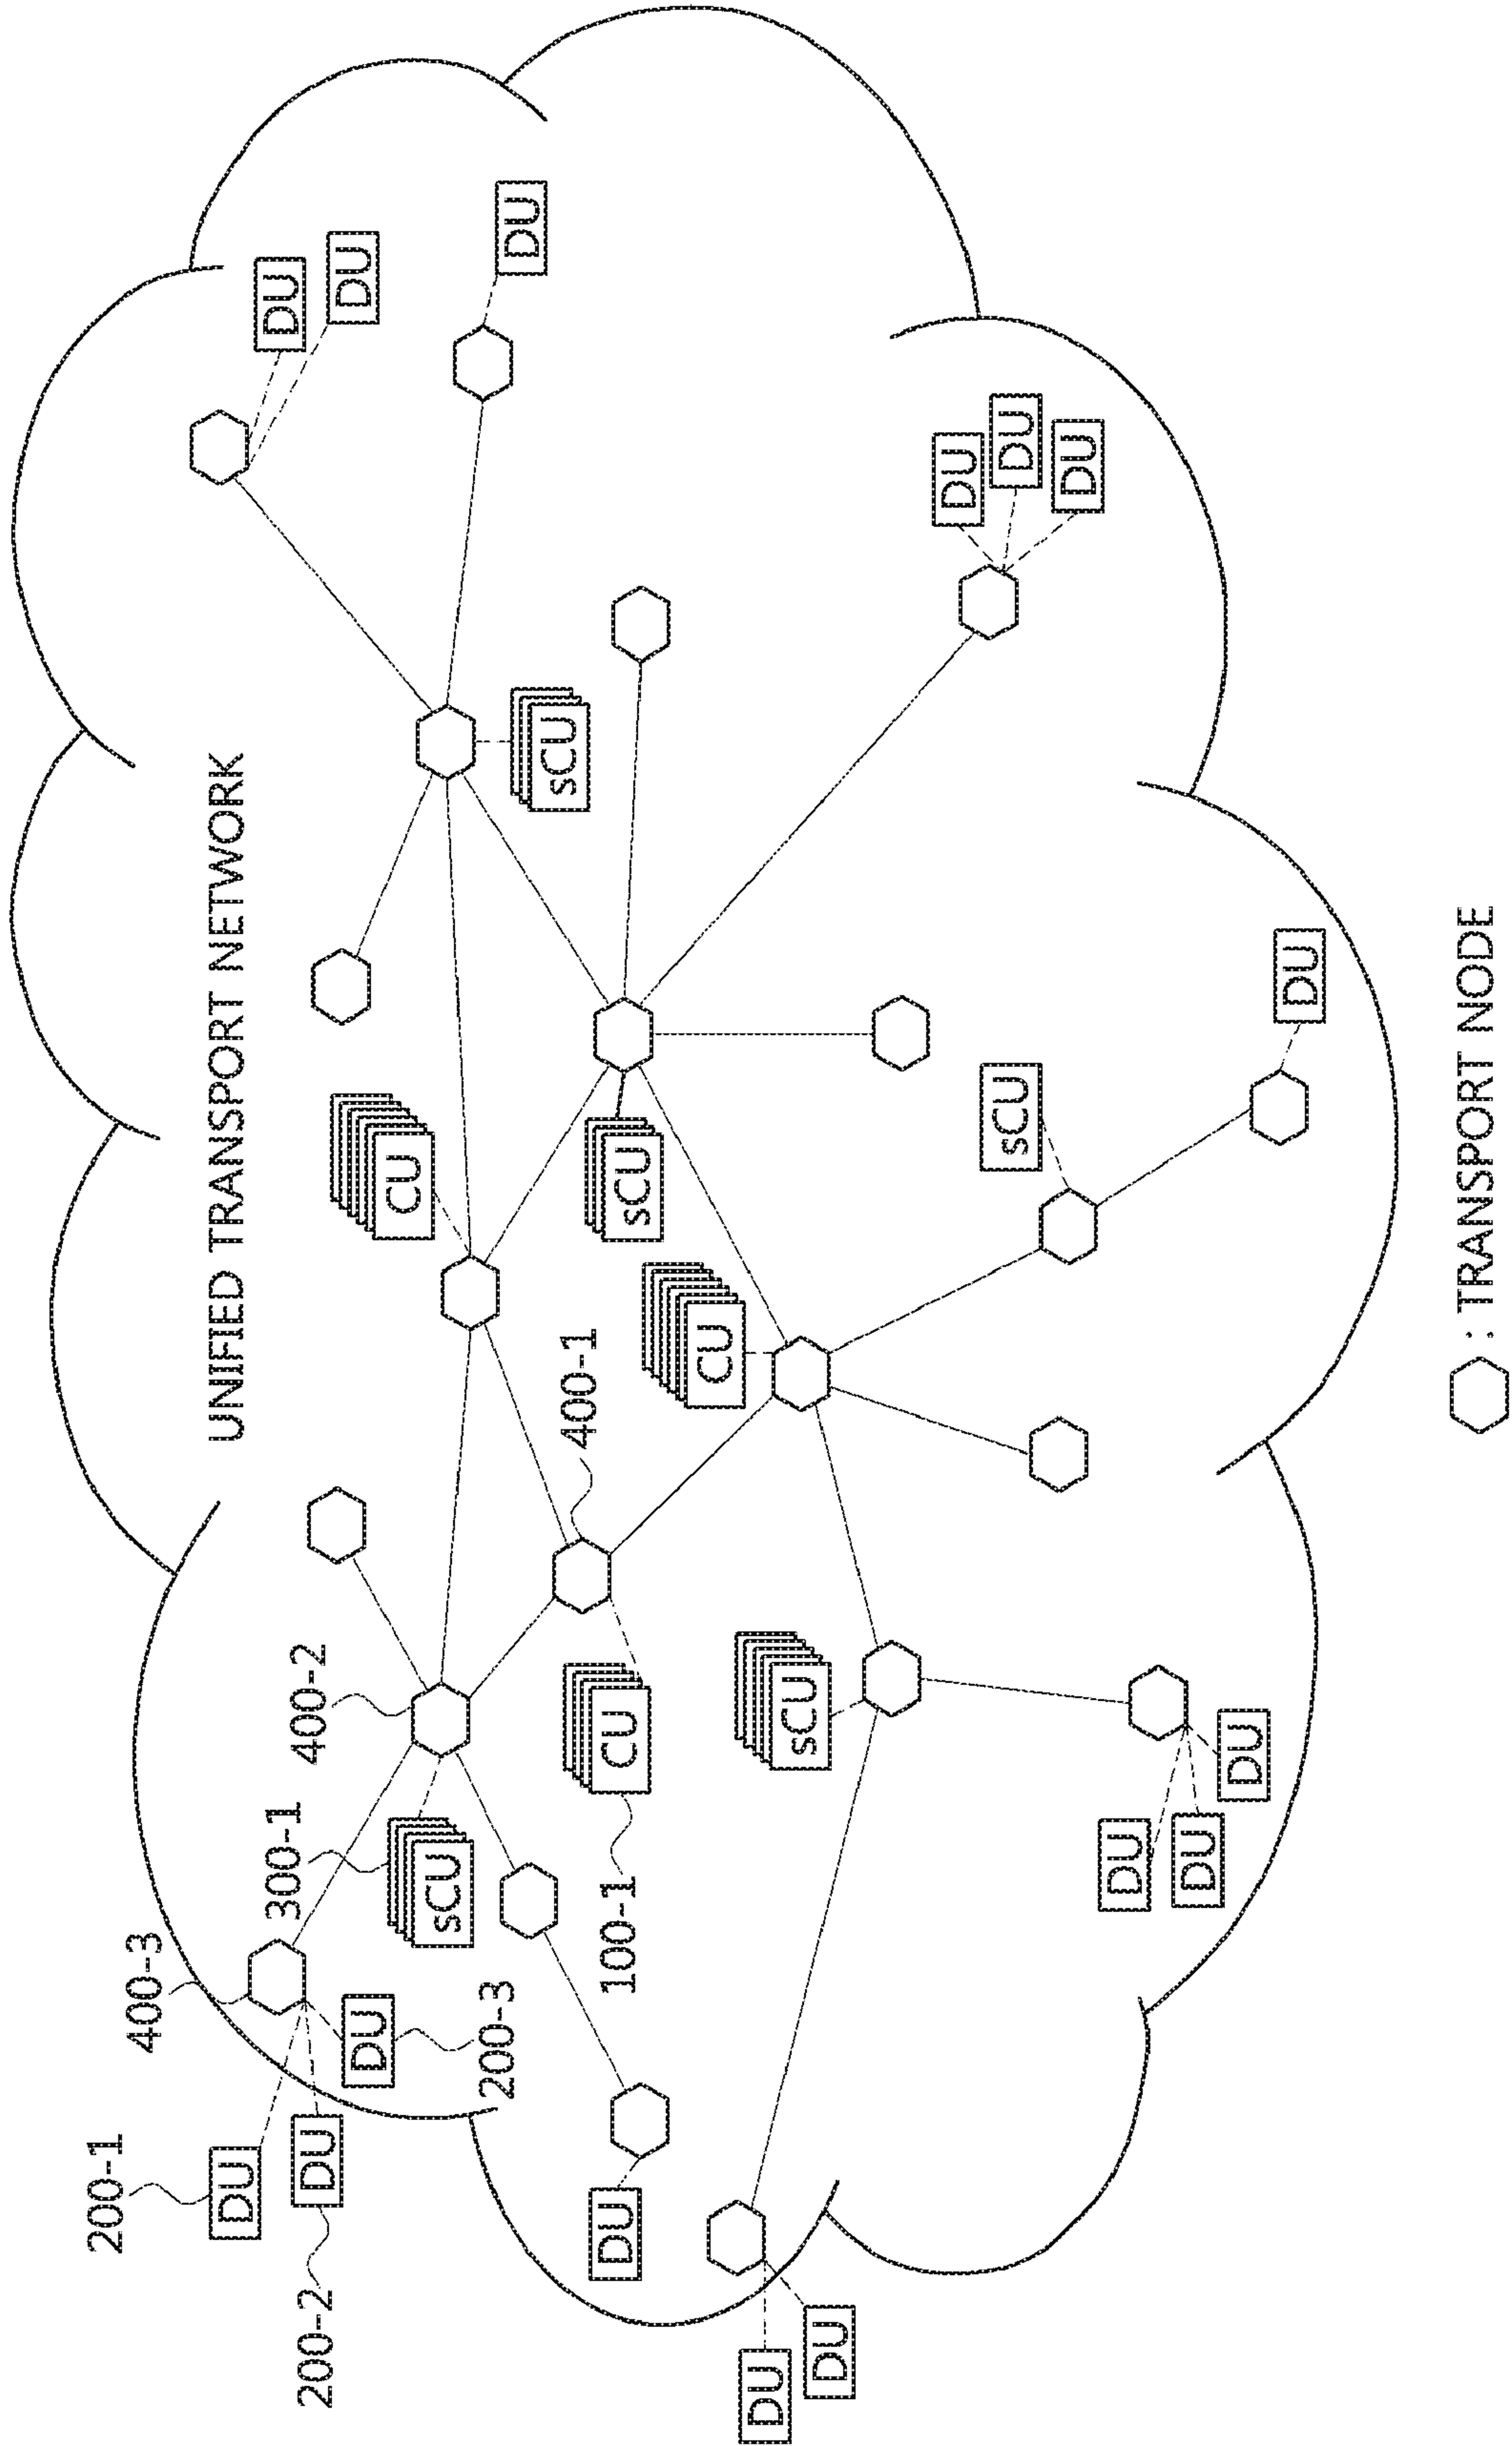 200-1
400-3
UNIFIED TRANSPORT NETWORK
DU
300-1
400-2
DU
200-2
DU
DU
DU
CU
sCU
200-3
DU
sCU
400-1
DU
100-1
CU
sCU
CU
DU
sCU
DU
DU
sCU
DU
DU
DU
DU
DU
DU
: TRANSPORT NODE